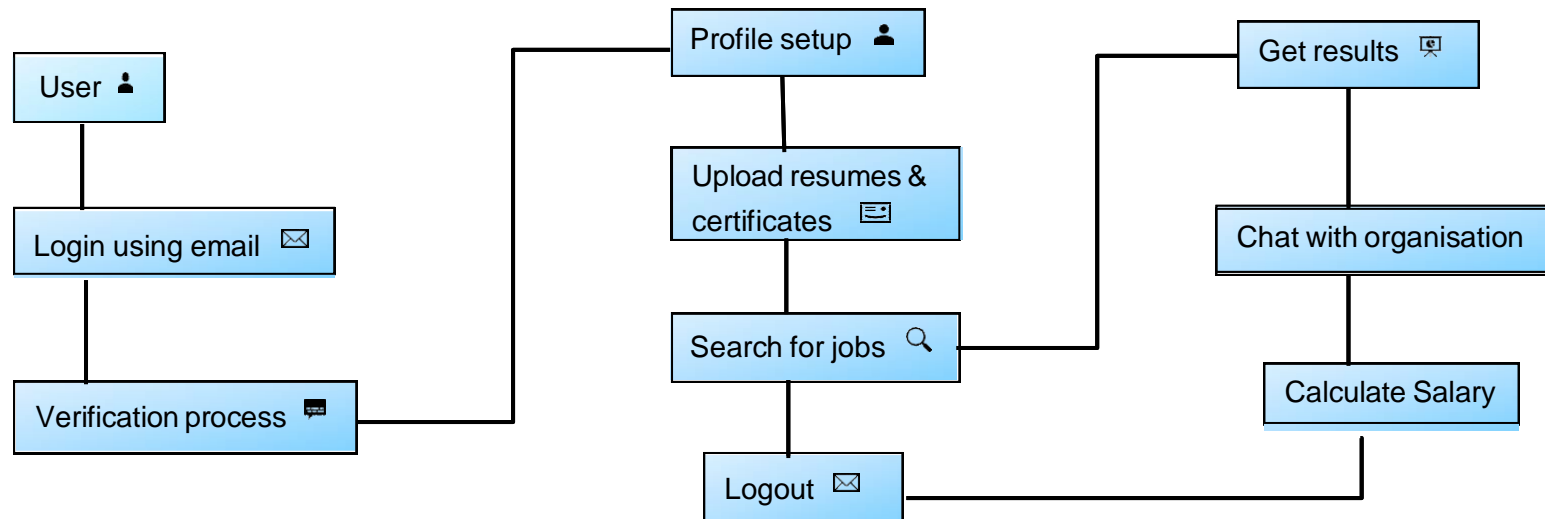 User
Login using email
Verification process
Profile setup
Upload resumes &
certificates
Search for jobs
Logout
Get results
Chat with organisation
Calculate Salary